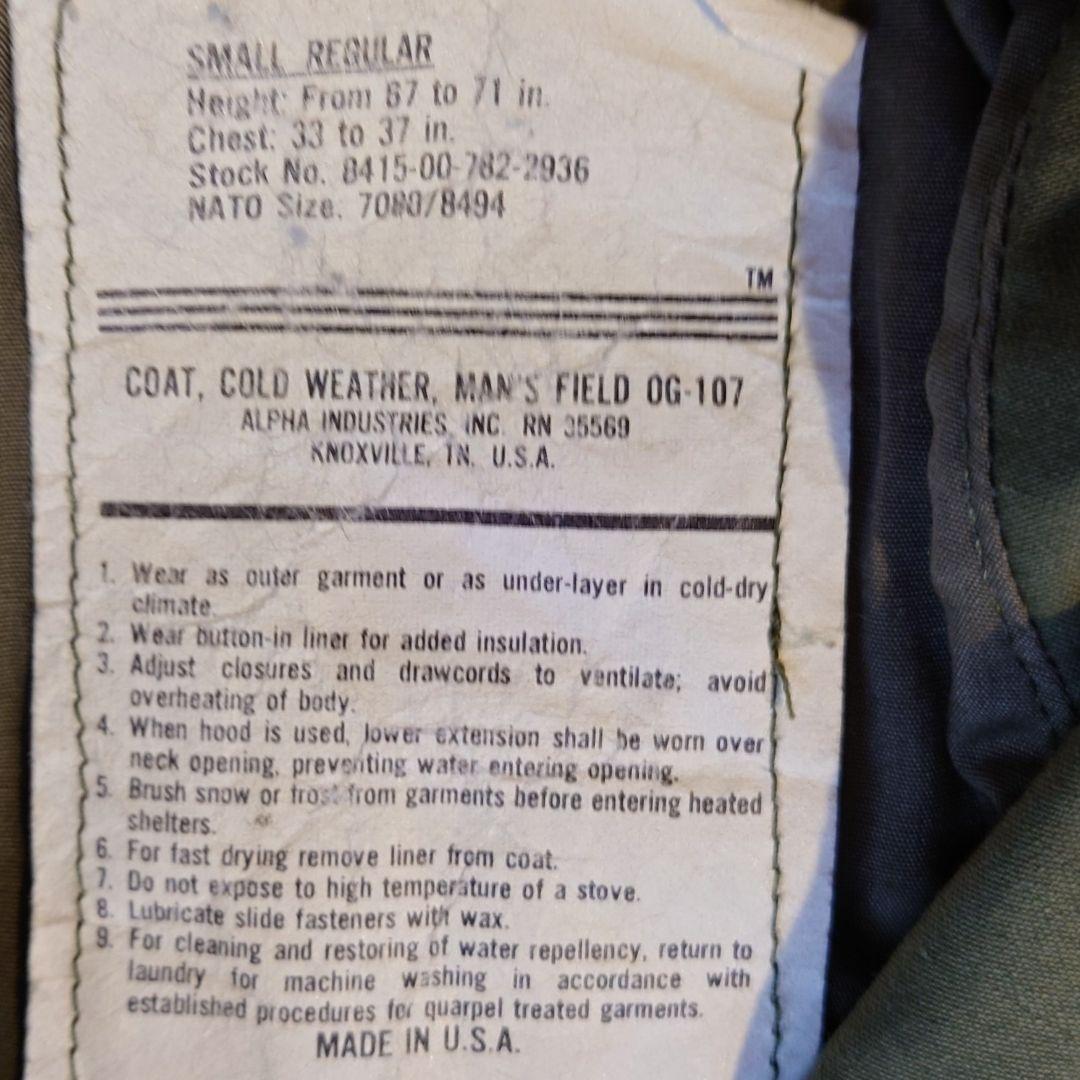 SMALL REGULAR
Height: From 67 to 71 in.
Chest: 33 to 37 in.
Stock No. 8415-00-782-2936
NATO Size. 7080/8494
TM
COAT, COLD WEATHER, MAN'S FIELD OG-107
ALPHA INDUSTRIES, INC. RN 35569
KNOXVILLE, TN. U.S.A.
1. Wear as outer garment or as under-layer in cold-dry
climate.
2. Wear button-in liner for added insulation.
3. Adjust closures and drawcords to ventilate; avoid
overheating of body.
4. When hood is used, lower extension shall be worn over
neck opening, preventing water entering opening.
5. Brush snow or frost from garments before entering heated
shelters.
6. For fast drying remove liner from coat.
7. Do not expose to high temperature of a stove.
8. Lubricate slide fasteners with wax.
9. For cleaning and restoring of water repellency, return to
laundry for machine washing in accordance with
established procedures for quarpel treated garments.
MADE IN U.S.A.